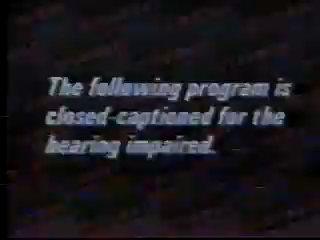 The following program is
closed-captioned for the
hearing impaired.